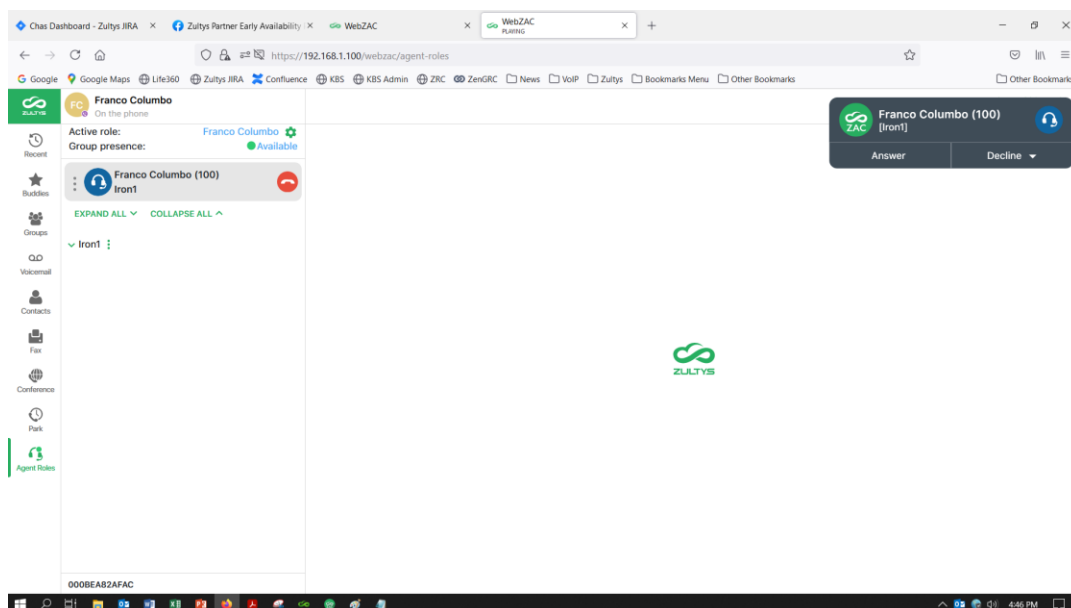 Chas Dashboard - Zultys JIRA
Zultys Partner Early Availability
WebZAC
WebZAC
PLAYING
https://192.168.1.100/webzac/agent-roles
Google
Google Maps
Life360
Zultys JIRA
Confluence
KBS
KBS Admin
ZRC
ZenGRC
News
VoIP
Zultys
Bookmarks Menu
Other Bookmarks
Other Bookmark
ZULTYS
FC
Franco Columbo
On the phone
Active role:
Franco Columbo
Group presence:
Available
Franco Columbo (100)
Iron1
EXPAND ALL
COLLAPSE ALL
Iron1
Recent
Buddies
Groups
Voicemail
Contacts
Fax
Conference
Park
Agent Roles
ZAC
Franco Columbo (100)
[Iron1]
Answer
Decline
ZULTYS
000BEA82AFAC
4:46 PM